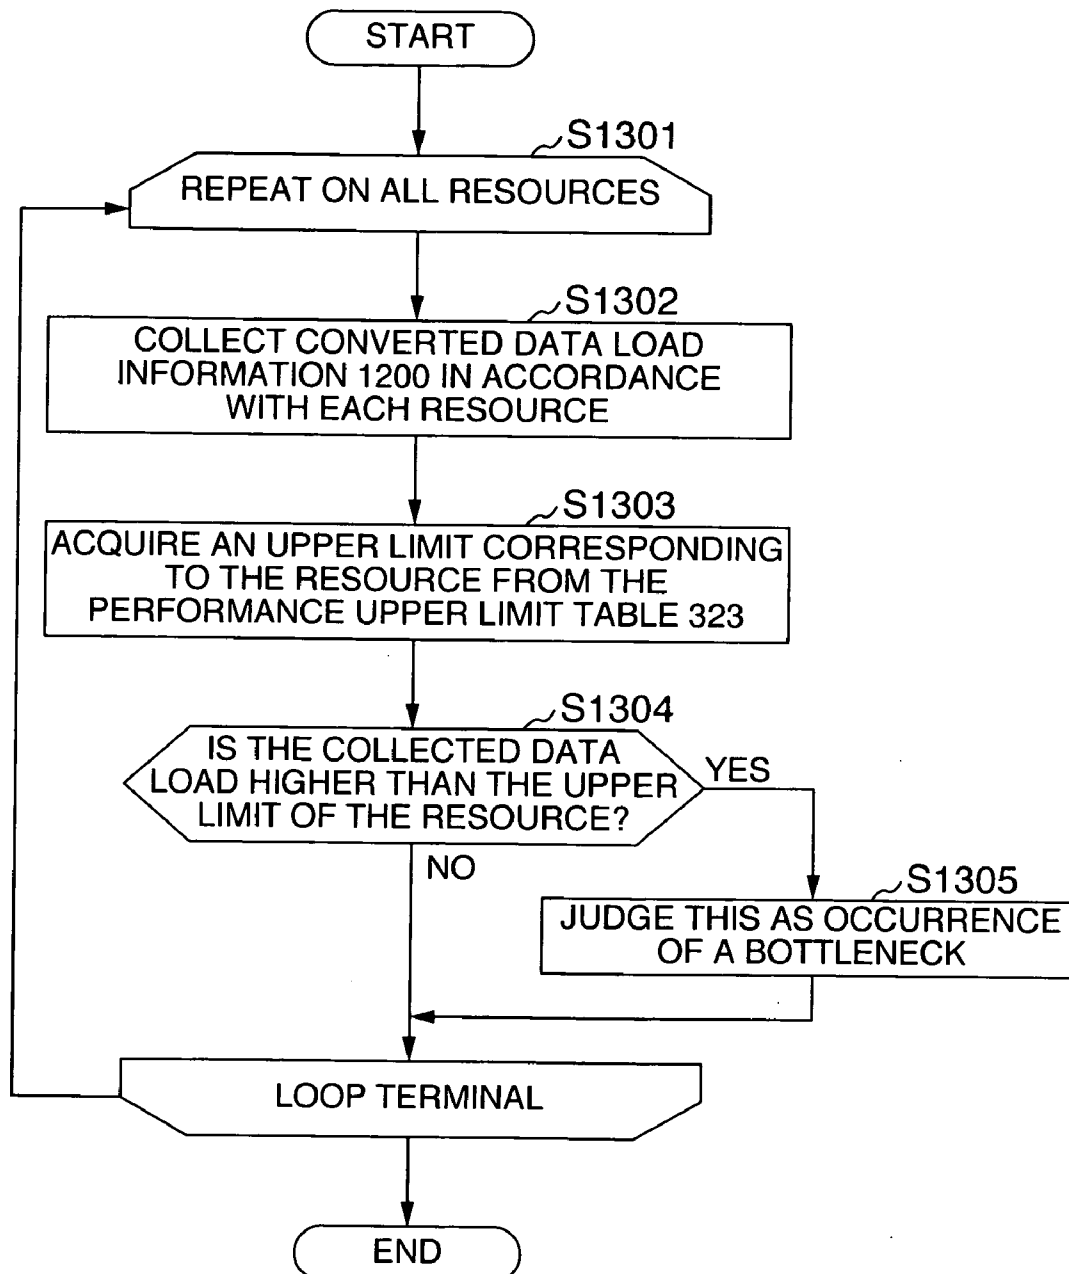 START
S1301
REPEAT ON ALL RESOURCES
S1302
COLLECT CONVERTED DATA LOAD
INFORMATION 1200 IN ACCORDANCE
WITH EACH RESOURCE
S1303
ACQUIRE AN UPPER LIMIT CORRESPONDING
TO THE RESOURCE FROM THE
PERFORMANCE UPPER LIMIT TABLE 323
S1304
IS THE COLLECTED DATA
LOAD HIGHER THAN THE UPPER
LIMIT OF THE RESOURCE?
YES
NO
S1305
JUDGE THIS AS OCCURRENCE
OF A BOTTLENECK
LOOP TERMINAL
END